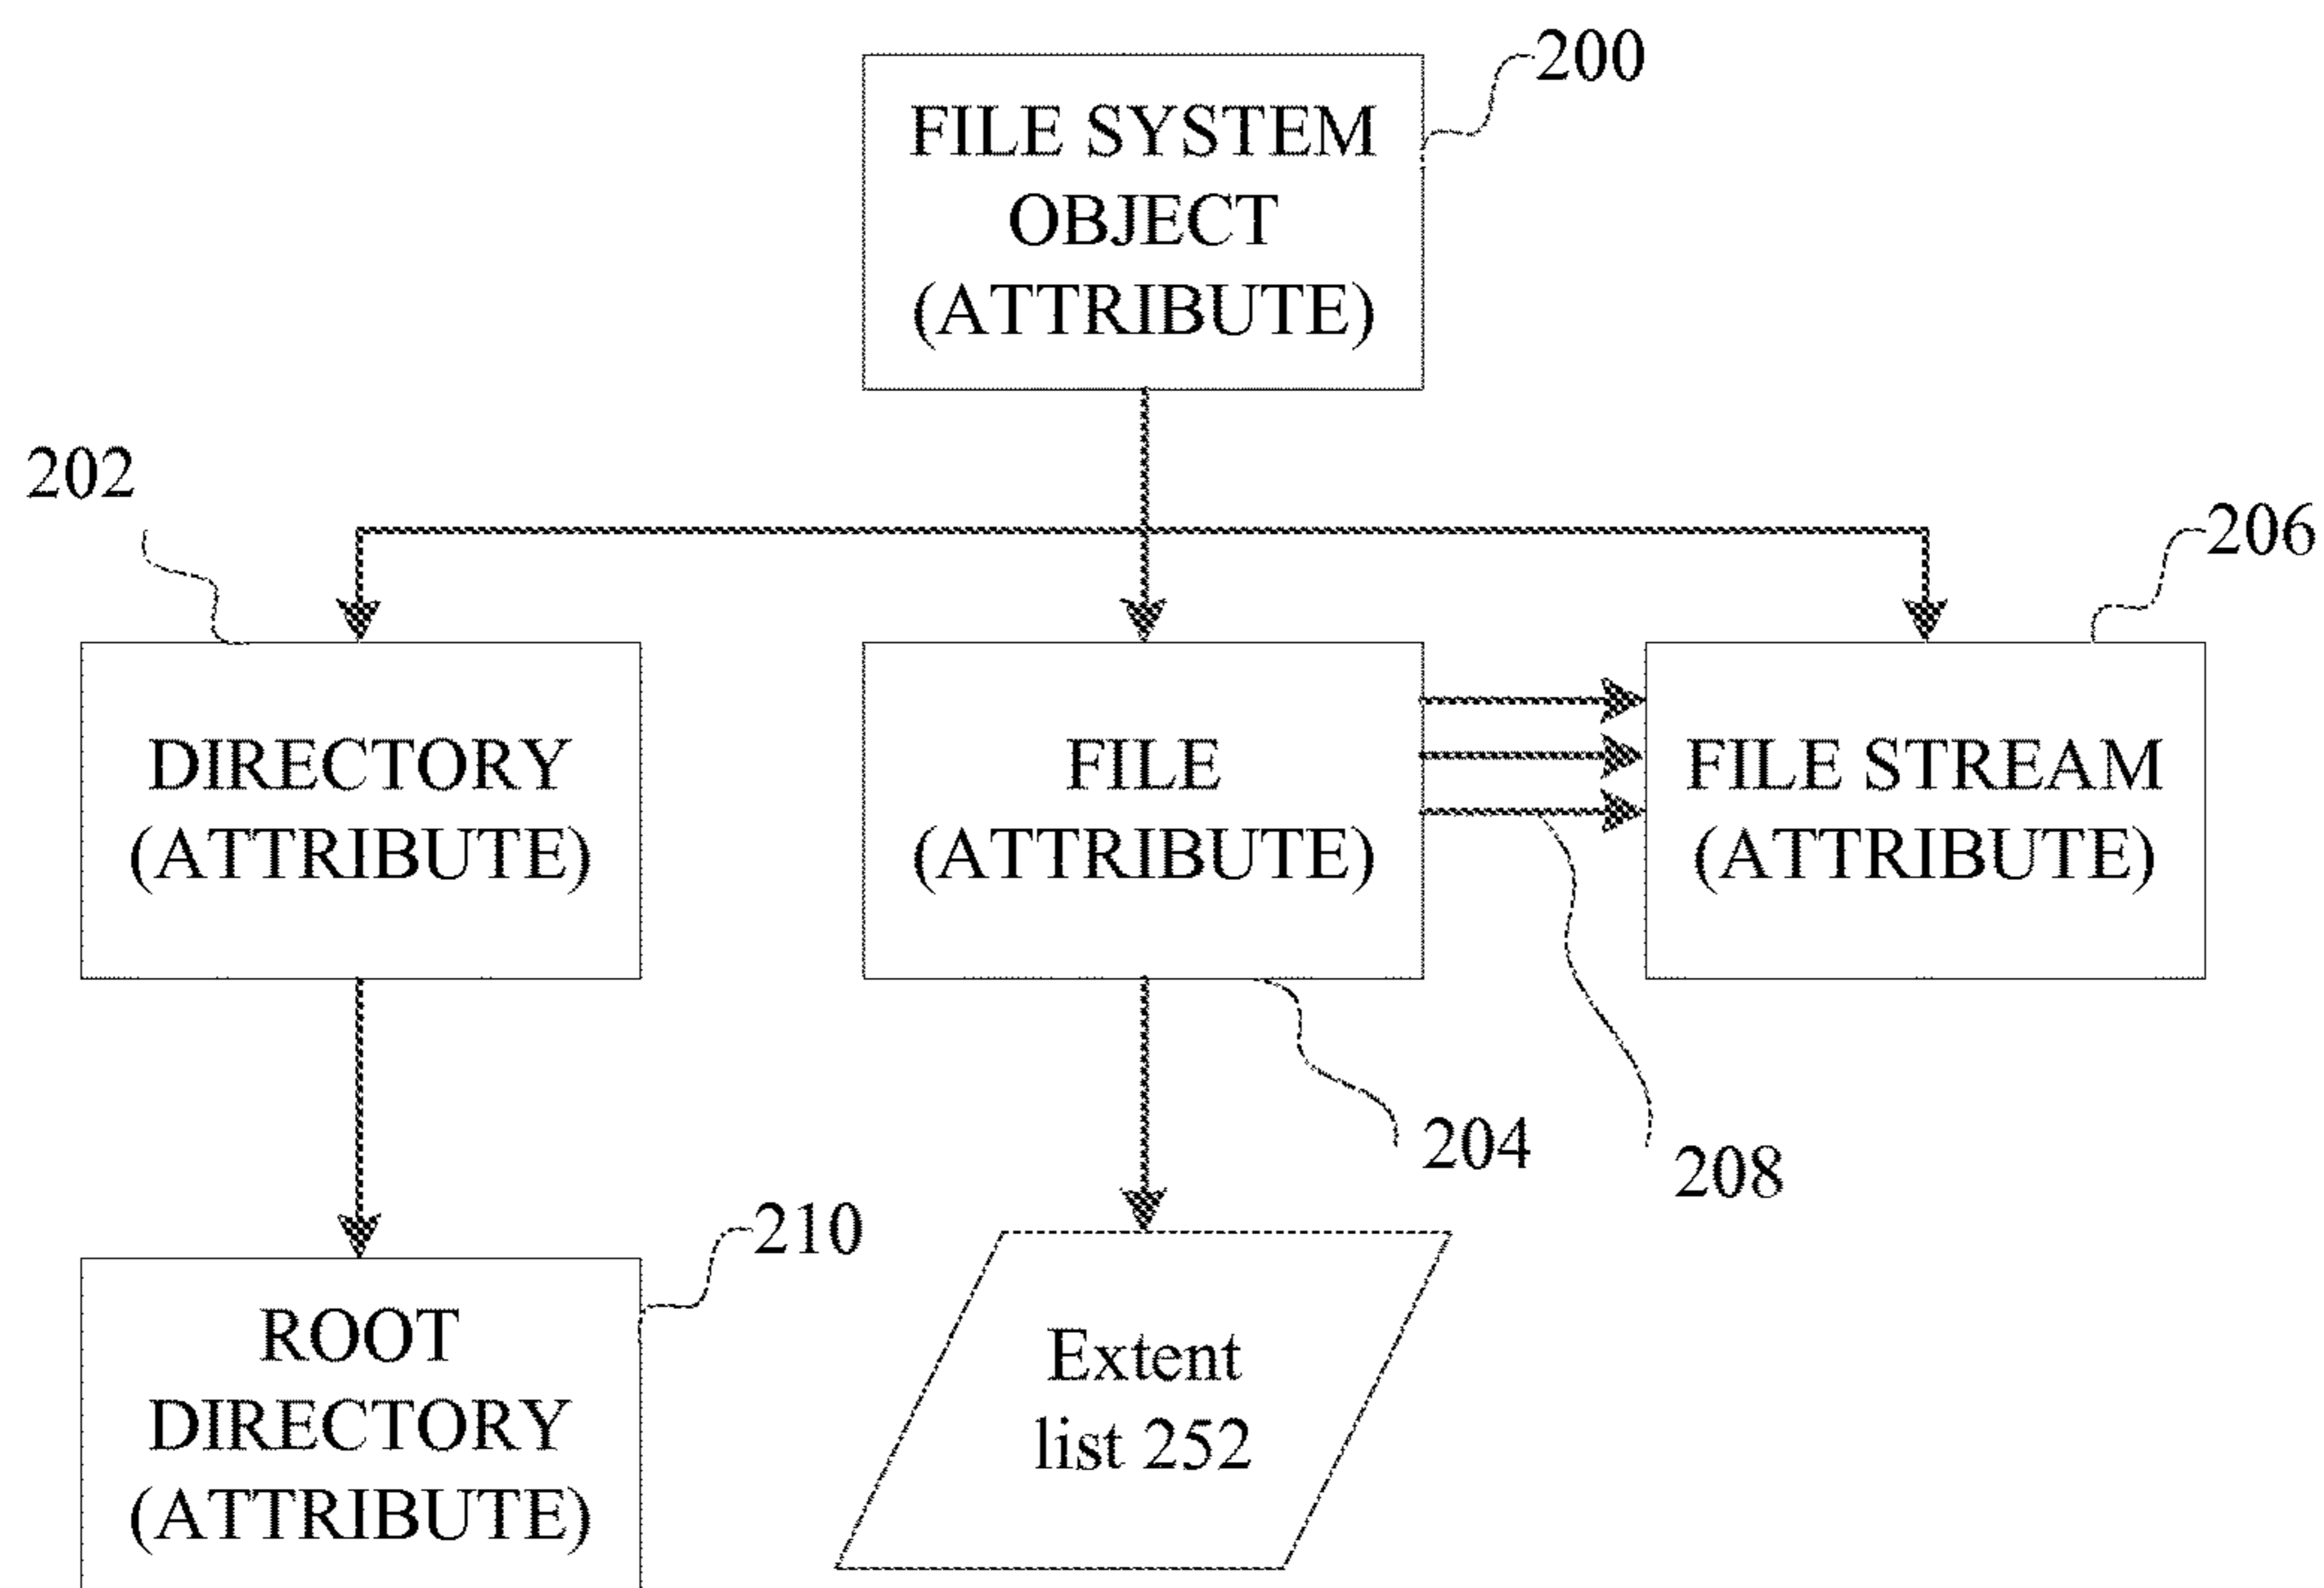 200
FILE SYSTEM
OBJECT
(ATTRIBUTE)
202
206
DIRECTORY
(ATTRIBUTE)
FILE
(ATTRIBUTE)
FILE STREAM
(ATTRIBUTE)
204
208
210
ROOT
DIRECTORY
(ATTRIBUTE)
Extent
list 252